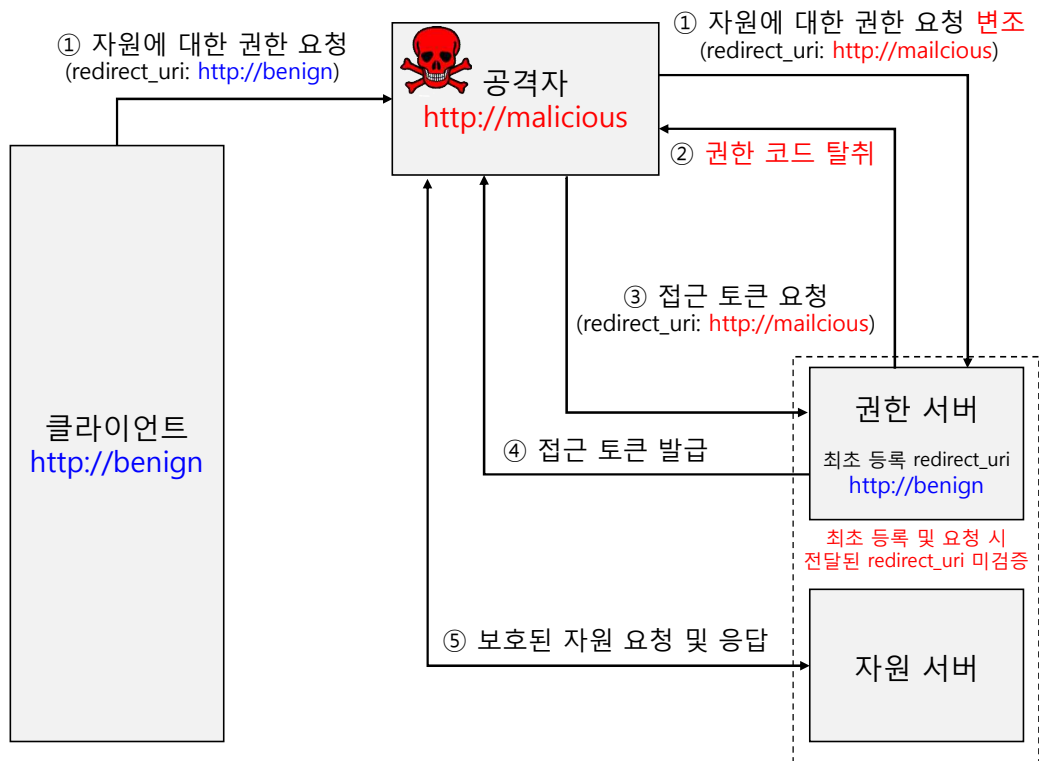 ① 자원에 대한 권한 요청
(redirect_uri: http://benign)
공격자
http://malicious
① 자원에 대한 권한 요청 변조
(redirect_uri: http://mailcious)
② 권한 코드 탈취
③ 접근 토큰 요청
(redirect_uri: http://mailcious)
클라이언트
http://benign
권한 서버
최초 등록 redirect_uri
http://benign
④ 접근 토큰 발급
최초 등록 및 요청 시
전달된 redirect_uri 미검증
⑤ 보호된 자원 요청 및 응답
자원 서버